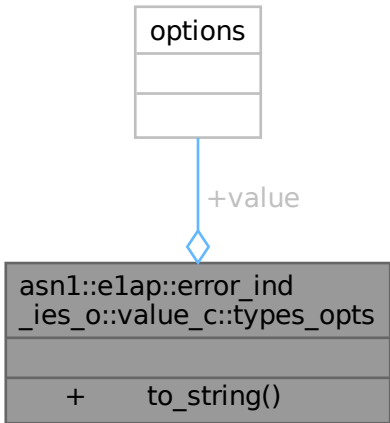 options
+value
asn1::e1ap::error_ind
_ies_o::value_c::types_opts
+ to_string()